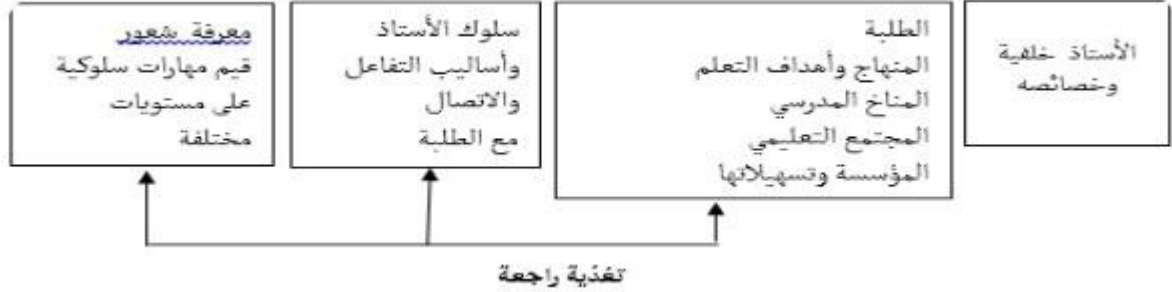 الأستاذ خلفية
وخصائصه
الطلبة
المنهاج وأهداف التعلم
المناخ المدرسي
المجتمع التعليمي
المؤسسة وتسهيلاتها
سلوك الأستاذ
وأساليب التفاعل
والاتصال
مع الطلبة
معرفة شعور
قيم مهارات سلوكية
على مستويات
مختلفة
تغذية راجعة